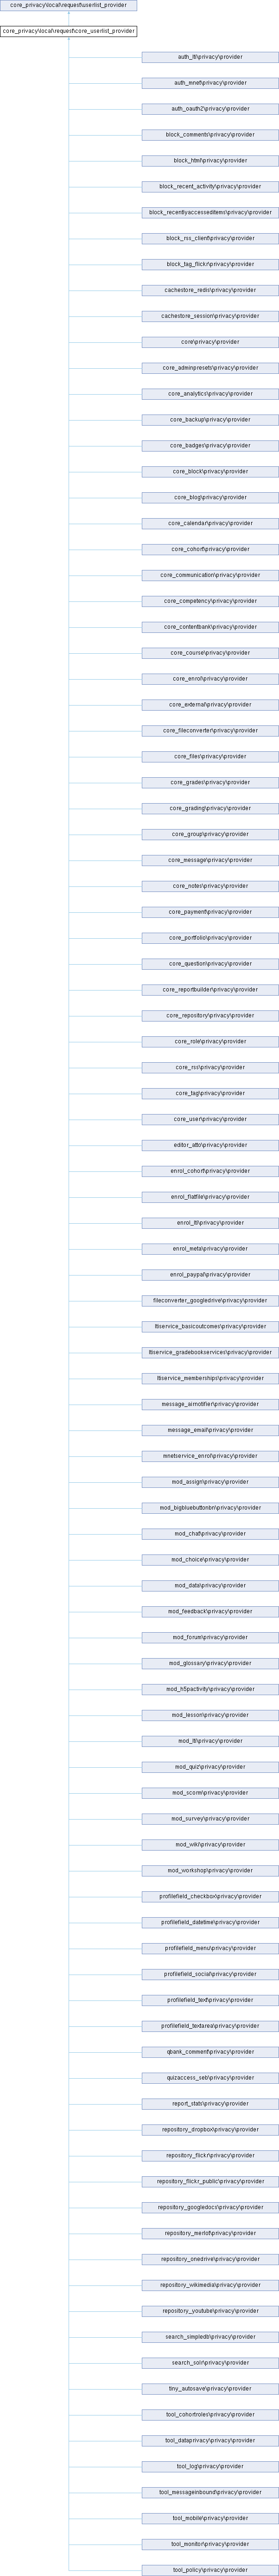 core_privacy\local\request\userlist_provider
core_privacy\local\request\core_userlist_provider
auth_lti\privacy\provider
auth_mnet\privacy\provider
auth_oauth2\privacy\provider
block_comments\privacy\provider
block_html\privacy\provider
block_recent_activity\privacy\provider
block_recentlyaccesseditems\privacy\provider
block_rss_client\privacy\provider
block_tag_flickr\privacy\provider
cachestore_redis\privacy\provider
cachestore_session\privacy\provider
core\privacy\provider
core_adminpresets\privacy\provider
core_analytics\privacy\provider
core_backup\privacy\provider
core_badges\privacy\provider
core_block\privacy\provider
core_blog\privacy\provider
core_calendar\privacy\provider
core_cohort\privacy\provider
core_communication\privacy\provider
core_competency\privacy\provider
core_contentbank\privacy\provider
core_course\privacy\provider
core_enrol\privacy\provider
core_external\privacy\provider
core_fileconverter\privacy\provider
core_files\privacy\provider
core_grades\privacy\provider
core_grading\privacy\provider
core_group\privacy\provider
core_message\privacy\provider
core_notes\privacy\provider
core_payment\privacy\provider
core_portfolio\privacy\provider
core_question\privacy\provider
core_reportbuilder\privacy\provider
core_repository\privacy\provider
core_role\privacy\provider
core_rss\privacy\provider
core_tag\privacy\provider
core_user\privacy\provider
editor_atto\privacy\provider
enrol_cohort\privacy\provider
enrol_flatfile\privacy\provider
enrol_lti\privacy\provider
enrol_meta\privacy\provider
enrol_paypal\privacy\provider
fileconverter_googledrive\privacy\provider
ltiservice_basicoutcomes\privacy\provider
ltiservice_gradebookservices\privacy\provider
ltiservice_memberships\privacy\provider
message_airnotifier\privacy\provider
message_email\privacy\provider
mnetservice_enrol\privacy\provider
mod_assign\privacy\provider
mod_bigbluebuttonbn\privacy\provider
mod_chat\privacy\provider
mod_choice\privacy\provider
mod_data\privacy\provider
mod_feedback\privacy\provider
mod_forum\privacy\provider
mod_glossary\privacy\provider
mod_h5pactivity\privacy\provider
mod_lesson\privacy\provider
mod_lti\privacy\provider
mod_quiz\privacy\provider
mod_scorm\privacy\provider
mod_survey\privacy\provider
mod_wiki\privacy\provider
mod_workshop\privacy\provider
profilefield_checkbox\privacy\provider
profilefield_datetime\privacy\provider
profilefield_menu\privacy\provider
profilefield_social\privacy\provider
profilefield_text\privacy\provider
profilefield_textarea\privacy\provider
qbank_comment\privacy\provider
quizaccess_seb\privacy\provider
report_stats\privacy\provider
repository_dropbox\privacy\provider
repository_flickr\privacy\provider
repository_flickr_public\privacy\provider
repository_googledocs\privacy\provider
repository_merlot\privacy\provider
repository_onedrive\privacy\provider
repository_wikimedia\privacy\provider
repository_youtube\privacy\provider
search_simpledb\privacy\provider
search_solr\privacy\provider
tiny_autosave\privacy\provider
tool_cohortroles\privacy\provider
tool_dataprivacy\privacy\provider
tool_log\privacy\provider
tool_messageinbound\privacy\provider
tool_mobile\privacy\provider
tool_monitor\privacy\provider
tool_policy\privacy\provider